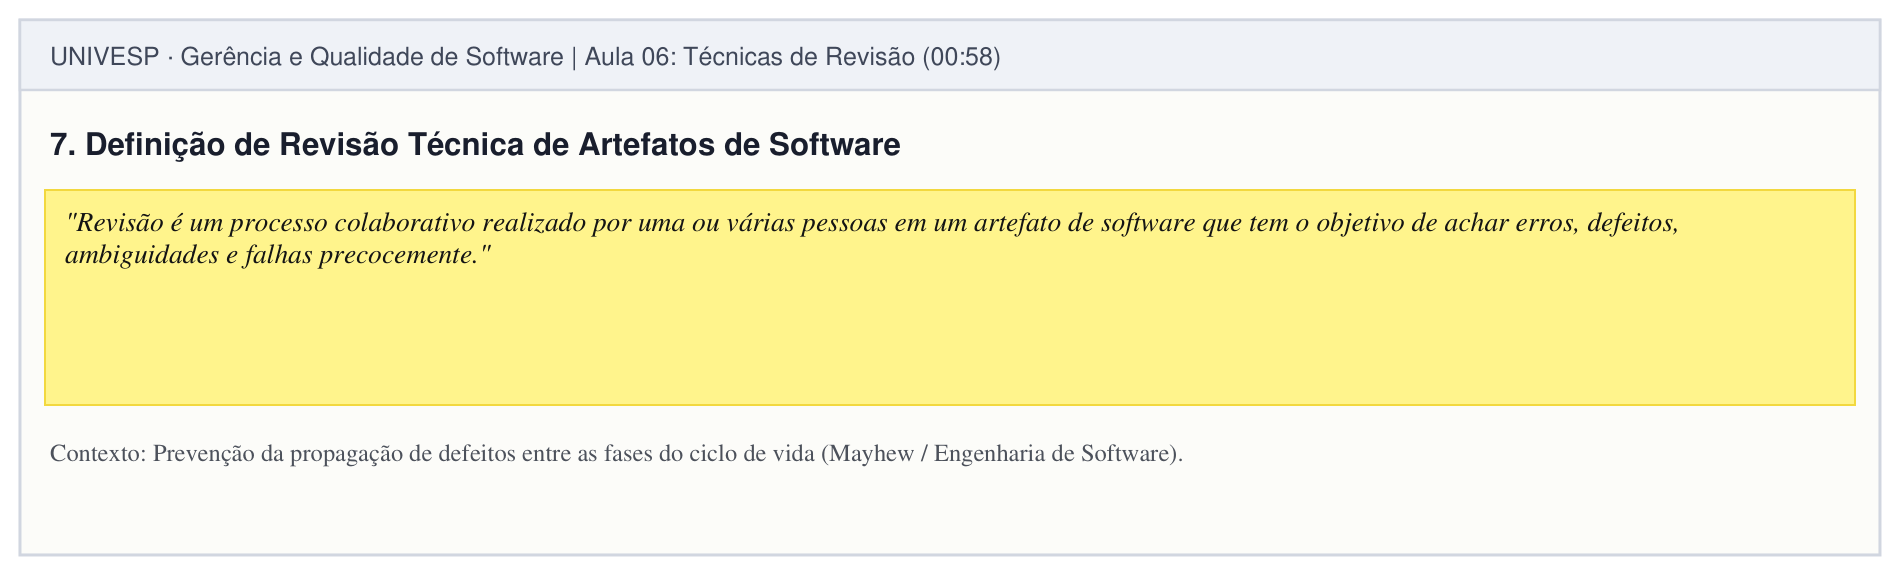 UNIVESP · Gerência e Qualidade de Software | Aula 06: Técnicas de Revisão (00:58)
7. Definição de Revisão Técnica de Artefatos de Software
"Revisão é um processo colaborativo realizado por uma ou várias pessoas em um artefato de software que tem o objetivo de achar erros, defeitos,
ambiguidades e falhas precocemente."
Contexto: Prevenção da propagação de defeitos entre as fases do ciclo de vida (Mayhew / Engenharia de Software).